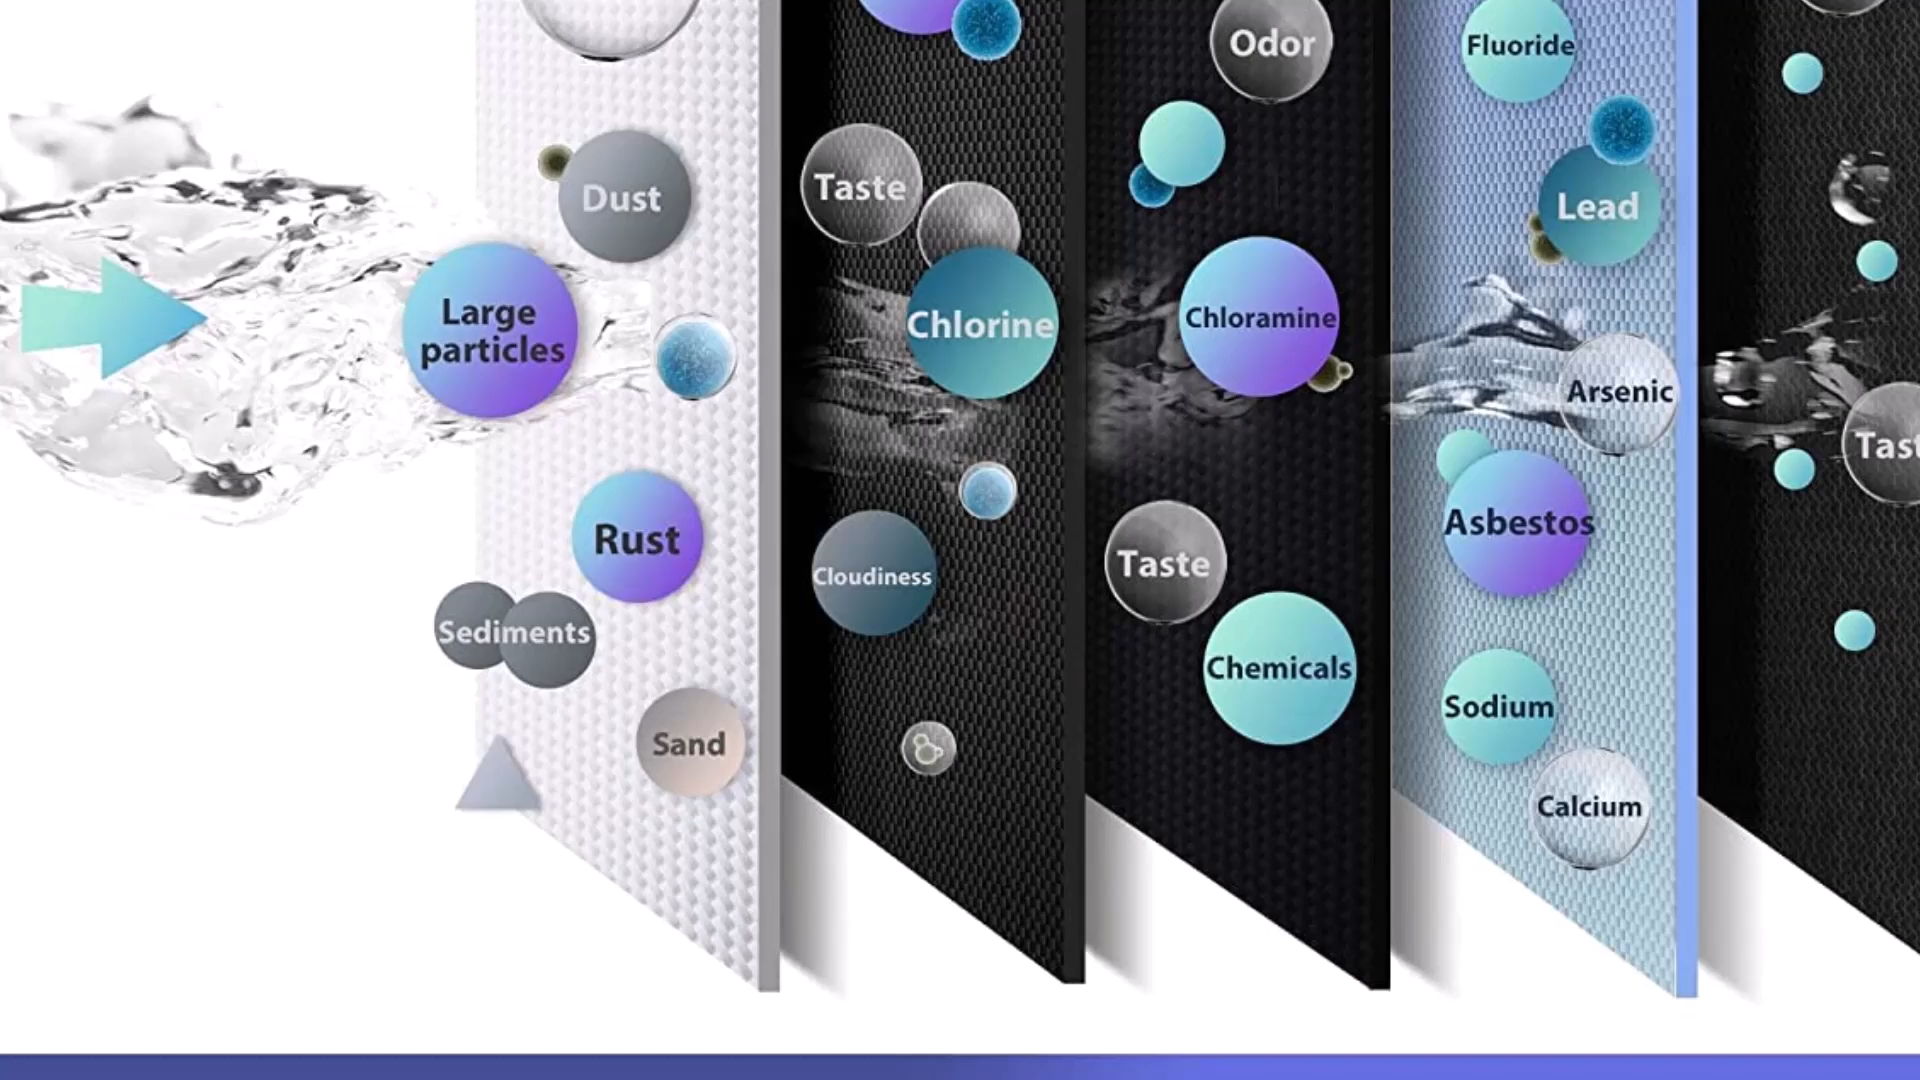 Dust
Large
particles
Rust
Sediments
Sand
Taste
Chlorine
Cloudiness
Odor
Chloramine
Taste
Chemicals
Fluoride
Lead
Arsenic
Asbestos
Sodium
Calcium
Tast